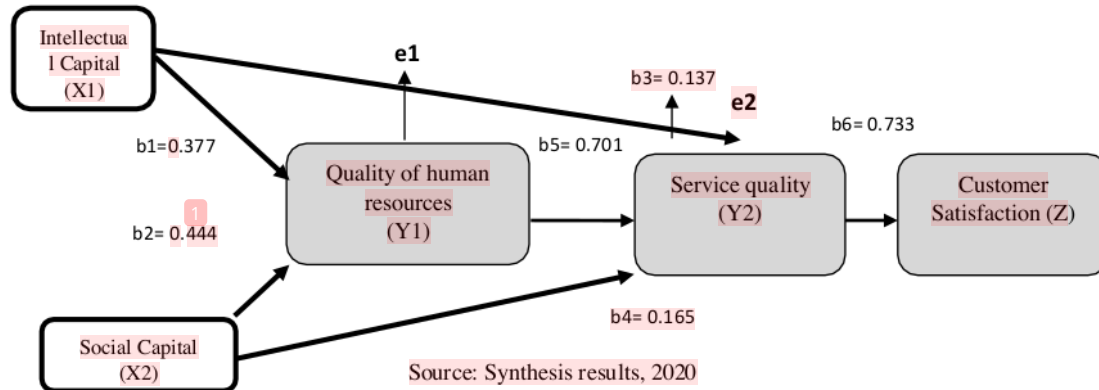 Intellectua
l Capital
(X1)
e1
b3= 0.137
e2
b1=0.377
b5= 0.701
b6= 0.733
Quality of human
resources
(Y1)
Service quality
(Y2)
Customer
Satisfaction (Z)
1
b2= 0.444
b4= 0.165
Social Capital
(X2)
Source: Synthesis results, 2020